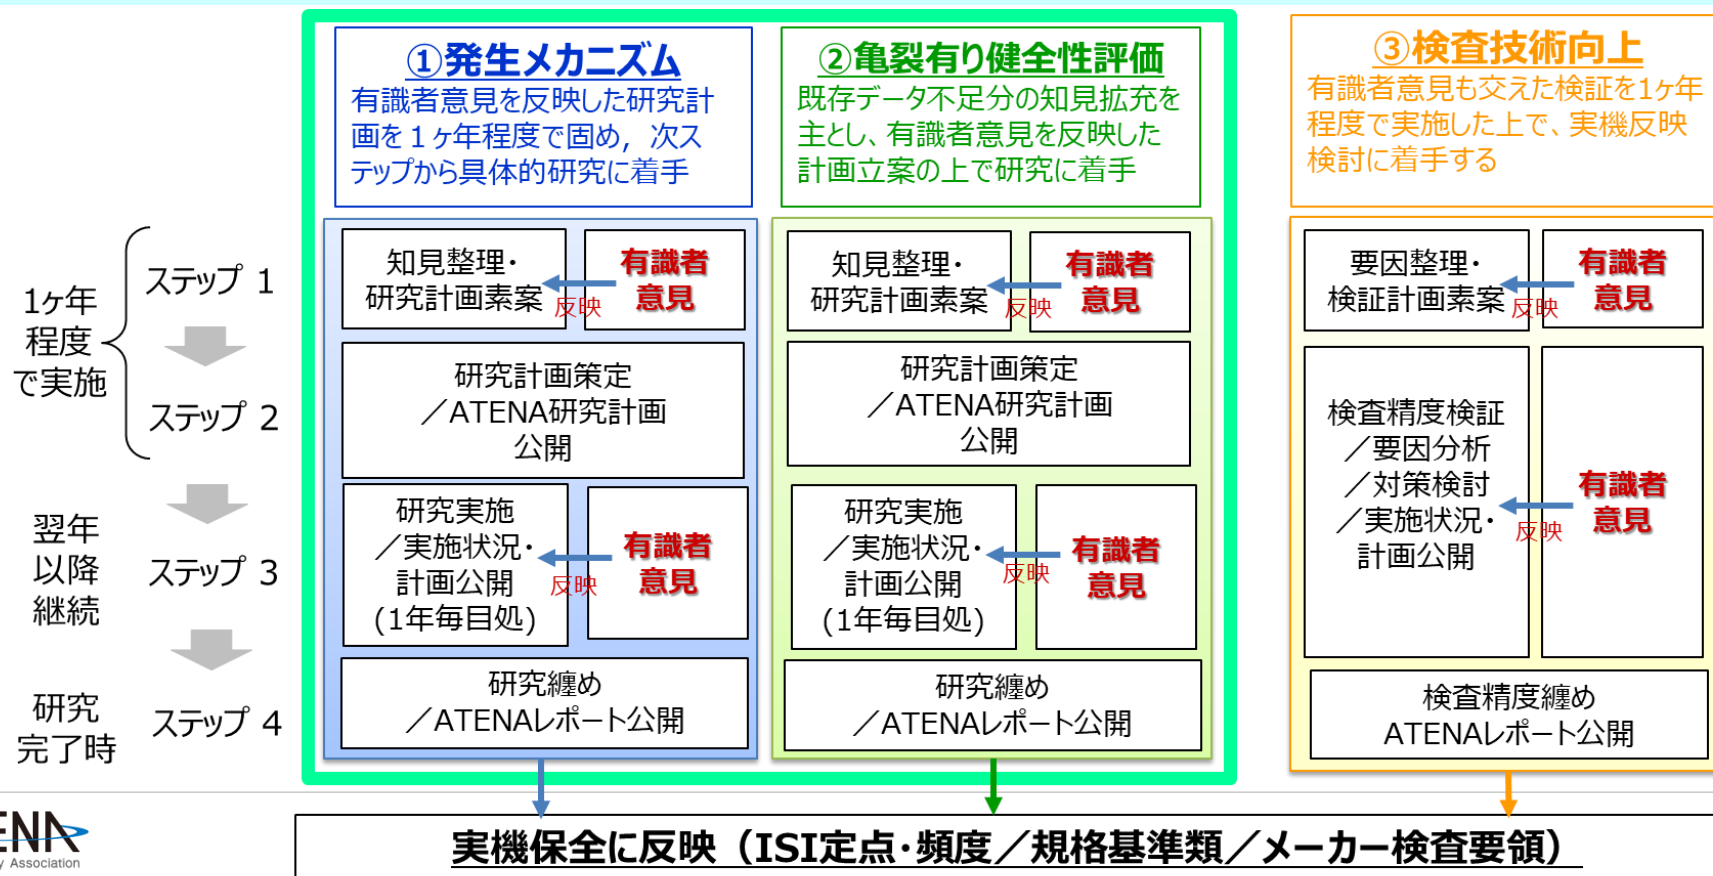 ①発生メカニズム
有識者意見を反映した研究計
画を１ヶ年程度で固め，次ス
テップから具体的研究に着手
②亀裂有り健全性評価
既存データ不足分の知見拡充を
主とし、有識者意見を反映した
計画立案の上で研究に着手
③検査技術向上
有識者意見も交えた検証を1ヶ年
程度で実施した上で、実機反映
検討に着手する
1ヶ年
程度
で実施
ステップ 1
ステップ 2
翌年
以降
継続
ステップ 3
研究
完了時
ステップ 4
知見整理・
研究計画素案
反映
有識者
意見
研究計画策定
／ATENA研究計画
公開
研究実施
／実施状況・
計画公開
(1年毎目処)
反映
有識者
意見
研究纏め
／ATENAレポート公開
知見整理・
研究計画素案
反映
有識者
意見
研究計画策定
／ATENA研究計画
公開
研究実施
／実施状況・
計画公開
(1年毎目処)
反映
有識者
意見
研究纏め
／ATENAレポート公開
要因整理・
検証計画素案
反映
有識者
意見
検査精度検証
／要因分析
／対策検討
／実施状況・
計画公開
反映
有識者
意見
検査精度纏め
ATENAレポート公開
実機保全に反映（ISI定点・頻度／規格基準類／メーカー検査要領）
ENA
y Association